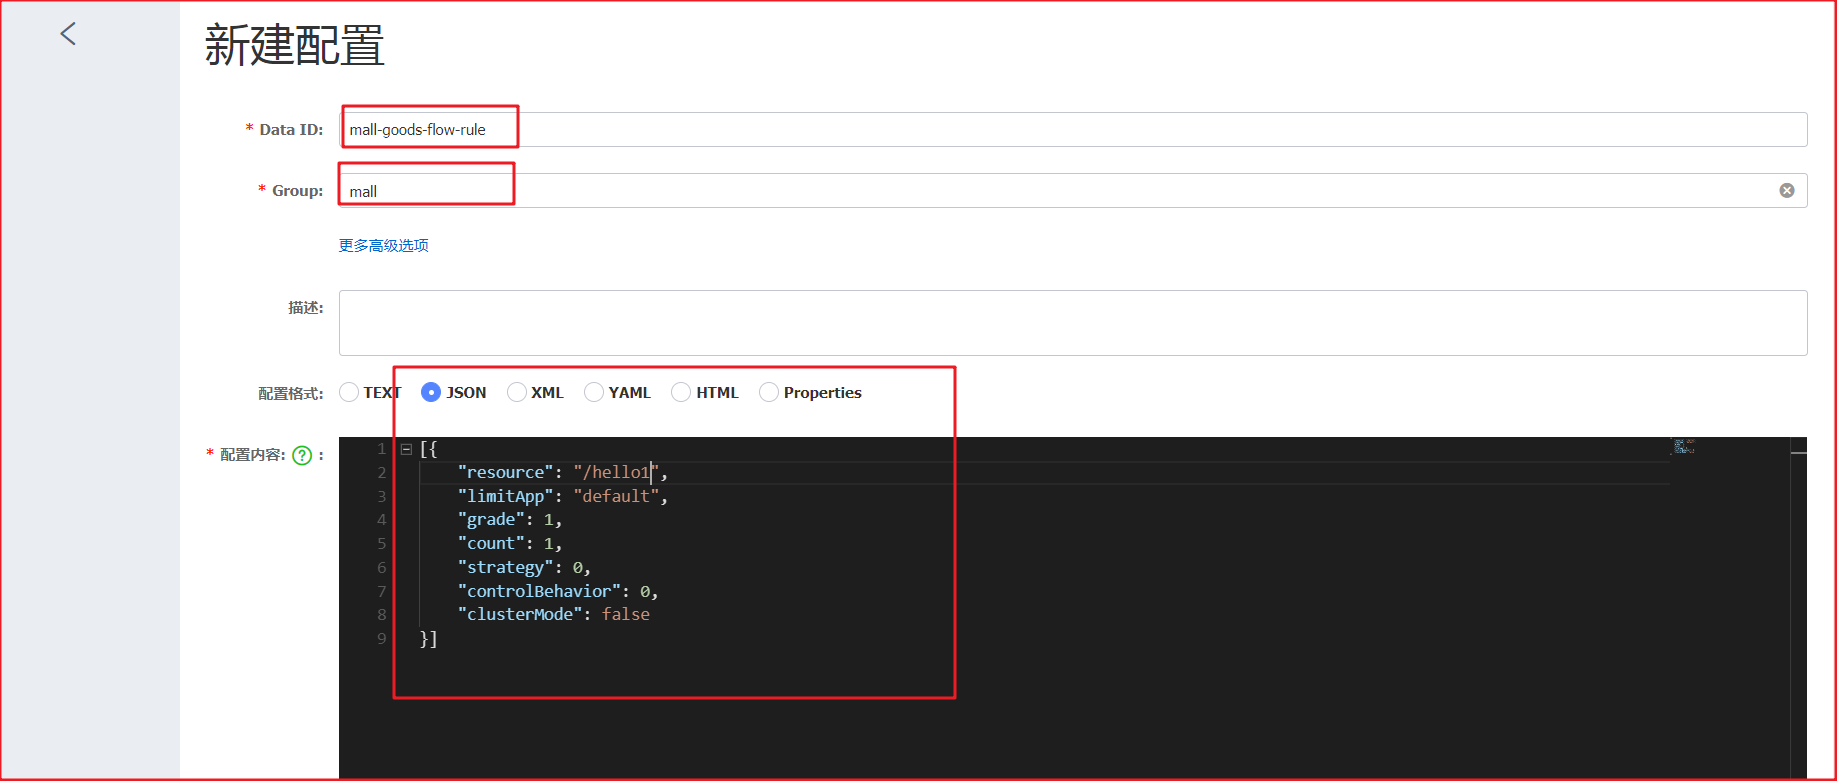 新建配置
* Data ID: mall-goods-flow-rule
* Group: mall
更多高级选项
描述:
配置格式: TEXT JSON XML YAML HTML Properties
* 配置内容: ? :
1 [{
2 "resource": "/hello1",
3 "limitApp": "default",
4 "grade": 1,
5 "count": 1,
6 "strategy": 0,
7 "controlBehavior": 0,
8 "clusterMode": false
9 }]